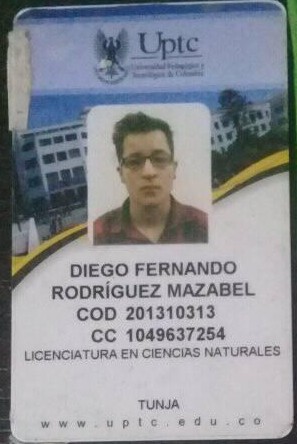 Uptc
Universidad Pedagógica y
Tecnológica de Colombia
DIEGO FERNANDO
RODRÍGUEZ MAZABEL
COD 201310313
CC 1049637254
LICENCIATURA EN CIENCIAS NATURALES
TUNJA
www.uptc.edu.co